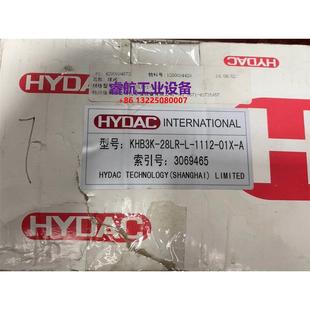 HYDAC
HYDAC
睿航工业设备
+86 13225080007
HYDAC INTERNATIONAL
型号: KHB3K-28LR-L-1112-01X-A
索引号: 3069465
HYDAC TECHNOLOGY(SHANGHAI) LIMITED